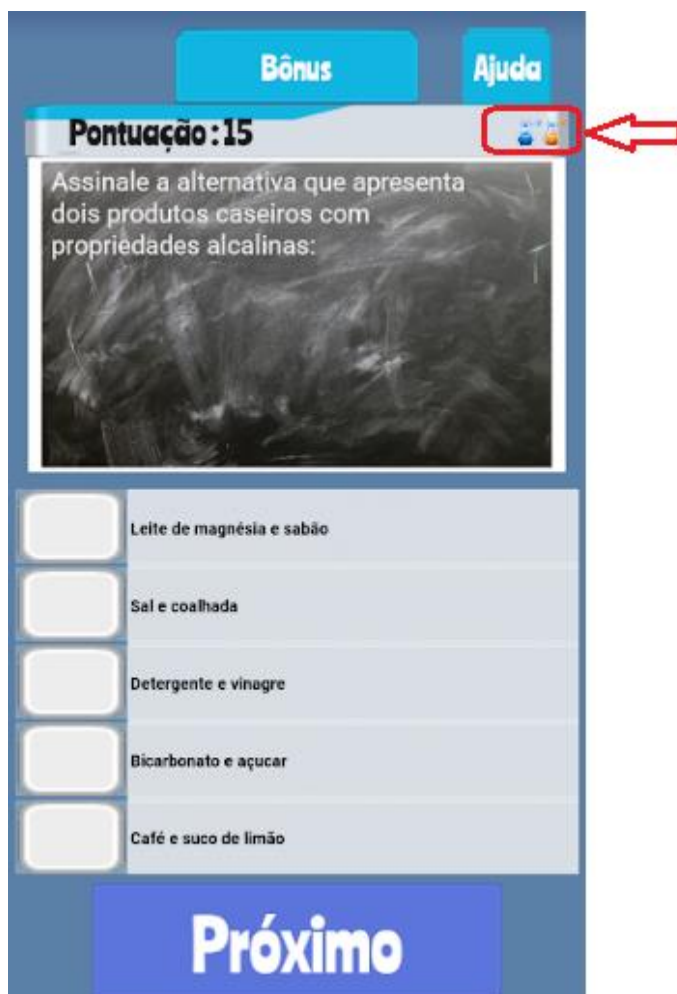 Bônus
Ajuda
Pontuação:15
Assinale a alternativa que apresenta
dois produtos caseiros com
propriedades alcalinas:
Leite de magnésia e sabão
Sal e coalhada
Detergente e vinagre
Bicarbonato e açucar
Café e suco de limão
Próximo